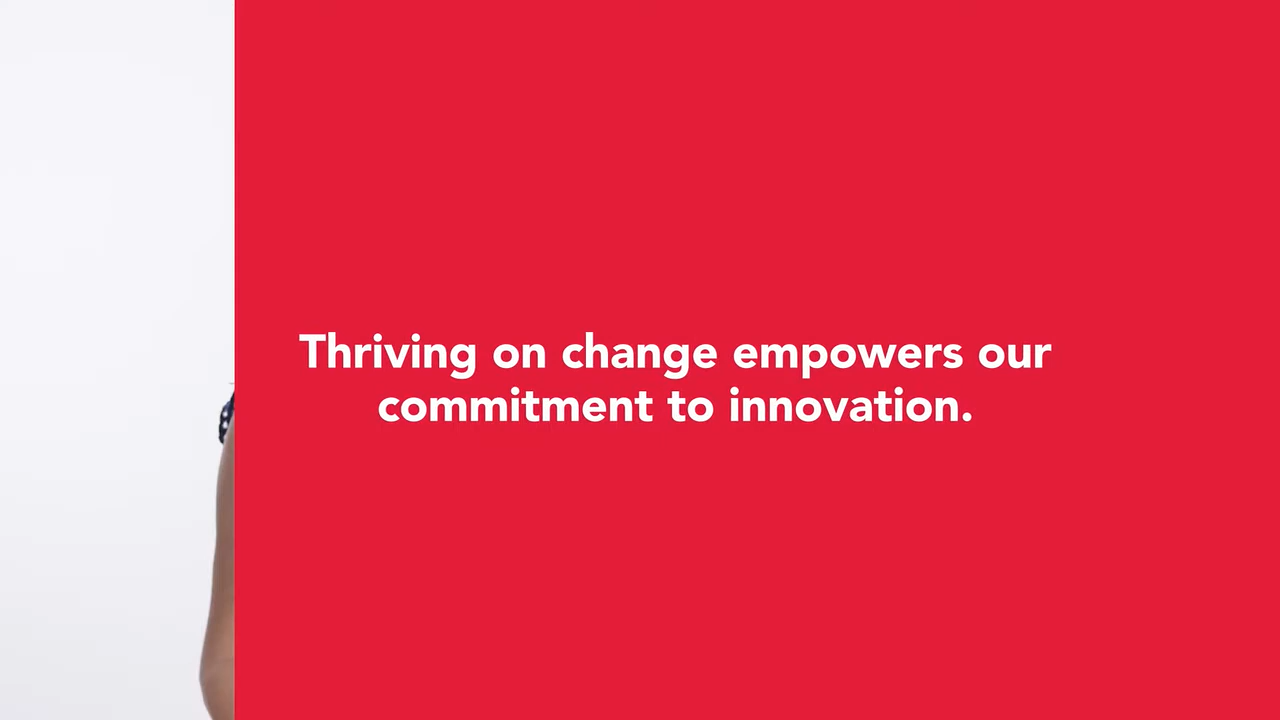 Thriving on change empowers our
commitment to innovation.